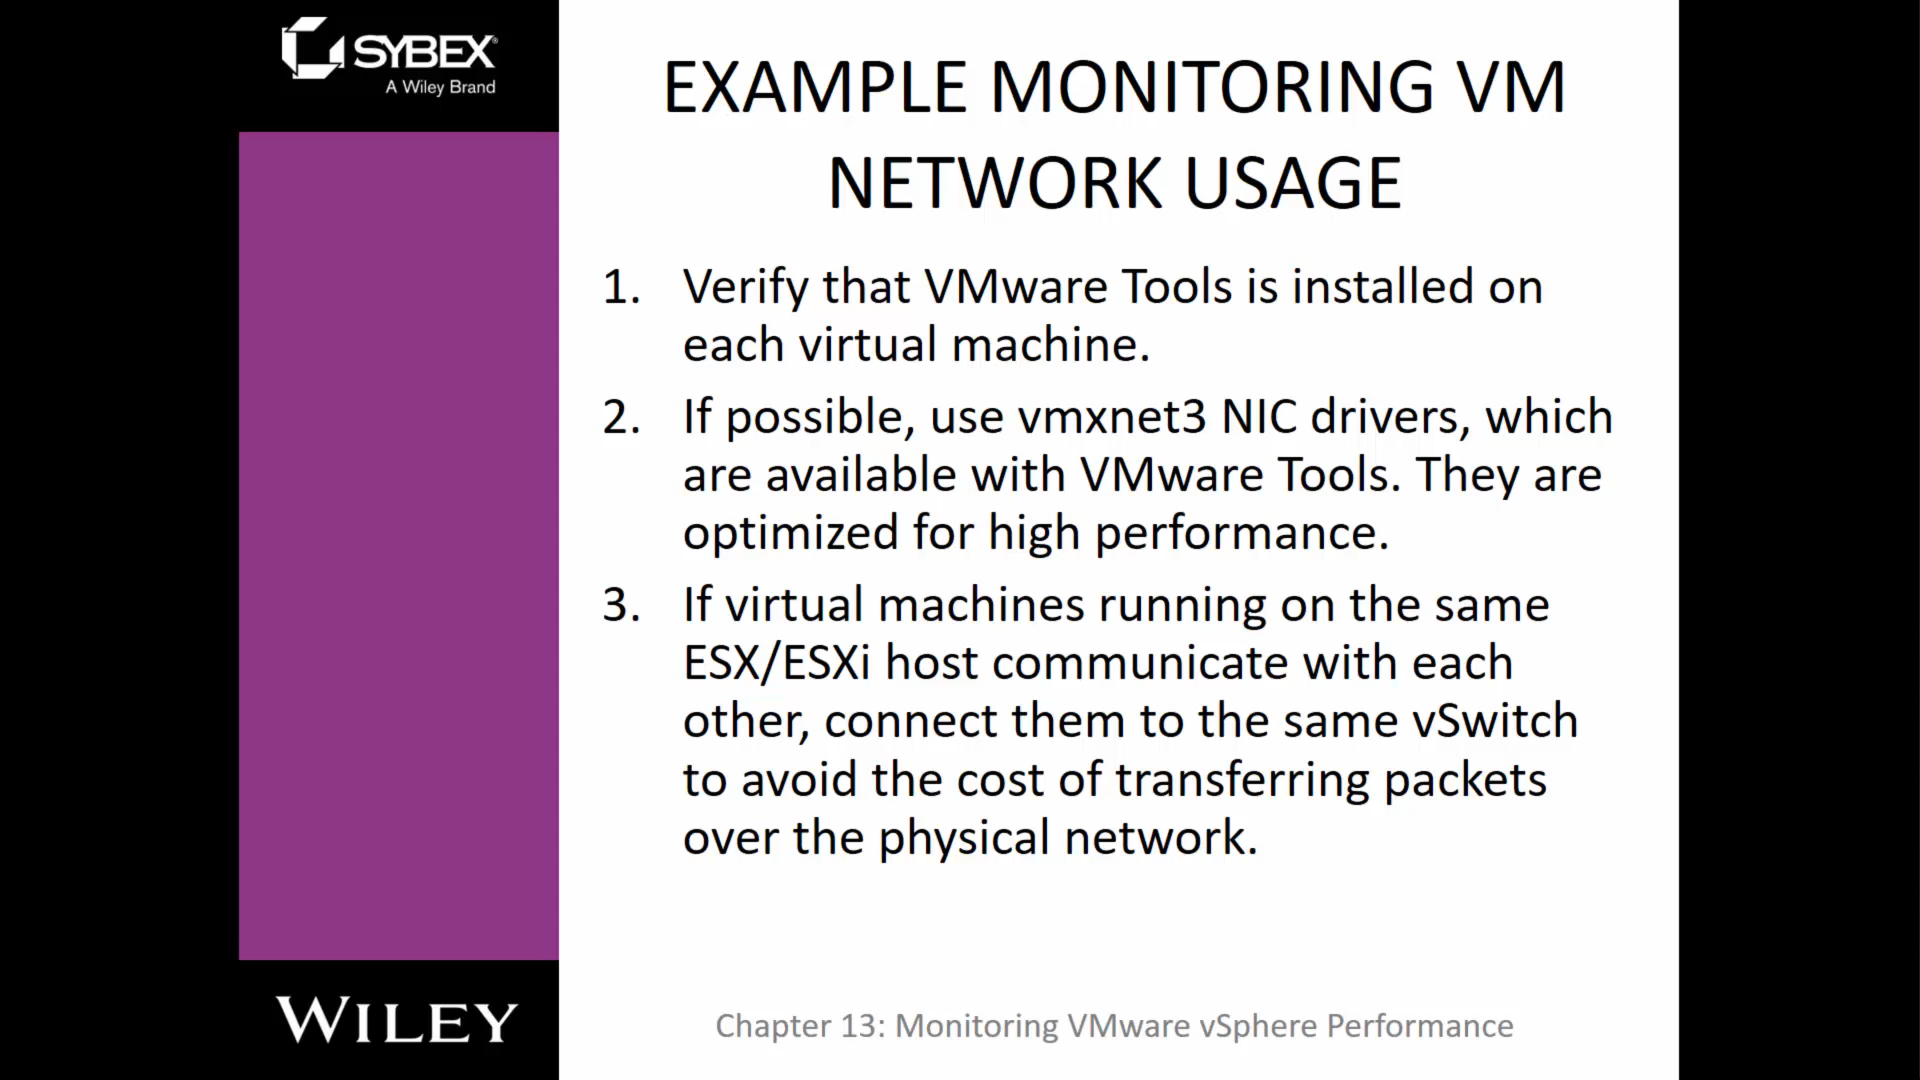 SYBEX®
A Wiley Brand
EXAMPLE MONITORING VM
NETWORK USAGE
1. Verify that VMware Tools is installed on
each virtual machine.
2. If possible, use vmxnet3 NIC drivers, which
are available with VMware Tools. They are
optimized for high performance.
3. If virtual machines running on the same
ESX/ESXi host communicate with each
other, connect them to the same vSwitch
to avoid the cost of transferring packets
over the physical network.
WILEY
Chapter 13: Monitoring VMware vSphere Performance